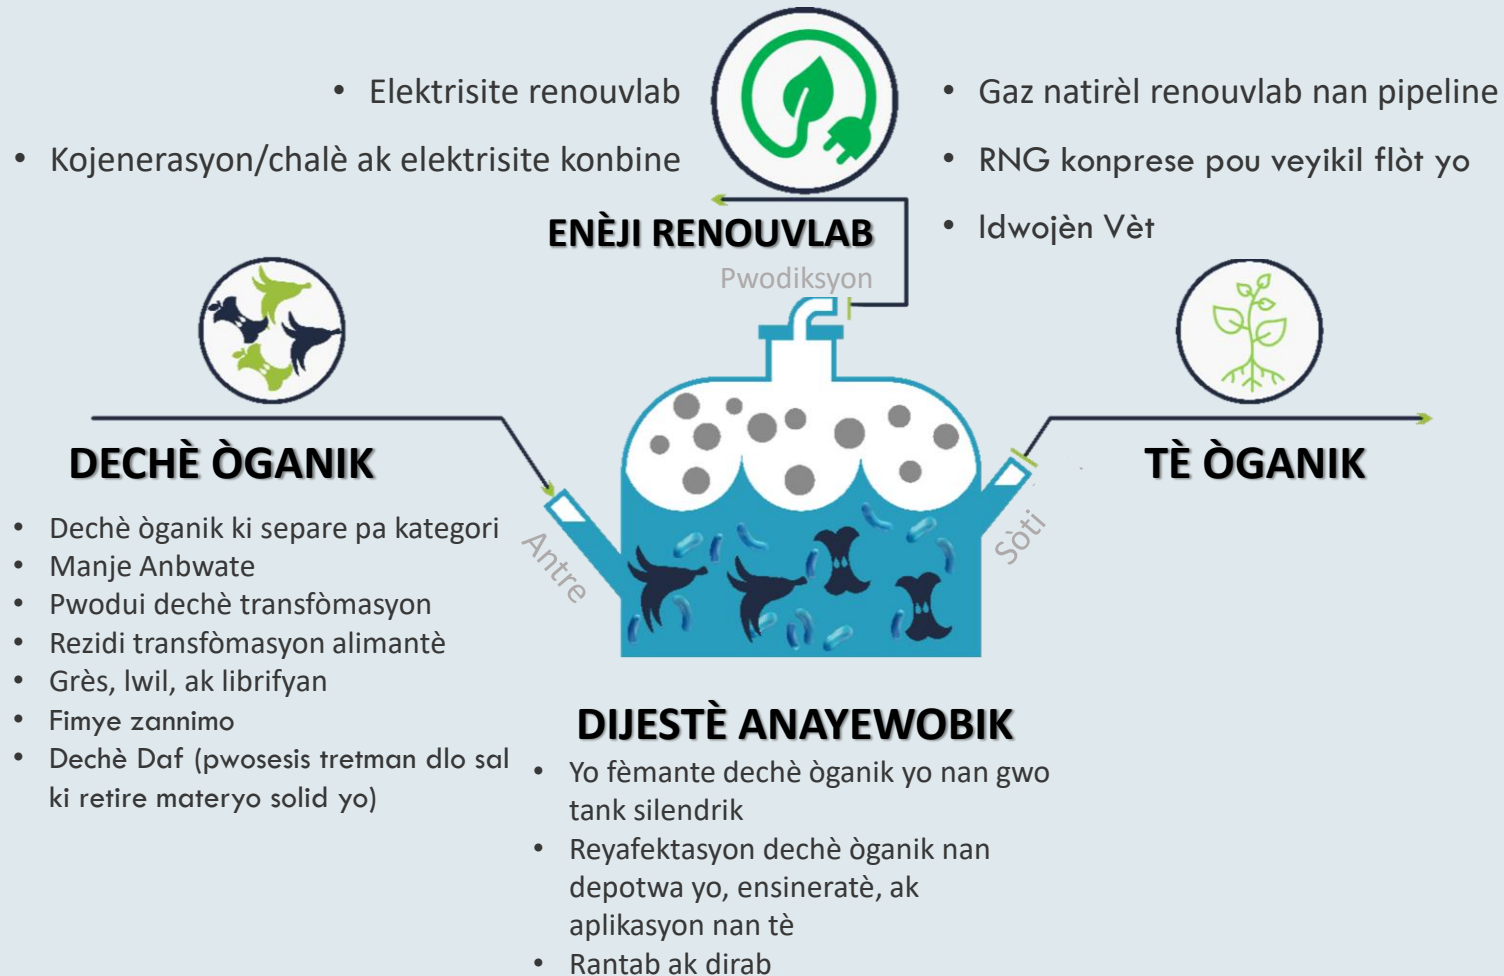 • Elektrisite renouvlab
• Kojenerasyon/chalè ak elektrisite konbine
• Gaz natirèl renouvlab nan pipeline
• RNG konprese pou veyikil flòt yo
• Idwojèn Vèt
ENÈJI RENOUVLAB
Pwodiksyon
DECHÈ ÒGANIK
• Dechè òganik ki separe pa kategori
• Manje Anbwate
• Pwodui dechè transfòmasyon
• Rezidi transfòmasyon alimantè
• Grès, lwil, ak librifyan
• Fimye zannimo
• Dechè Daf (pwosesis tretman dlo sal
ki retire materyo solid yo)
Antre
Sòti
TÈ ÒGANIK
DIJESTÈ ANAYEWOBIK
• Yo fèmante dechè òganik yo nan gwo
tank silendrik
• Reyafektasyon dechè òganik nan
depotwa yo, ensineratè, ak
aplikasyon nan tè
• Rantab ak dirab